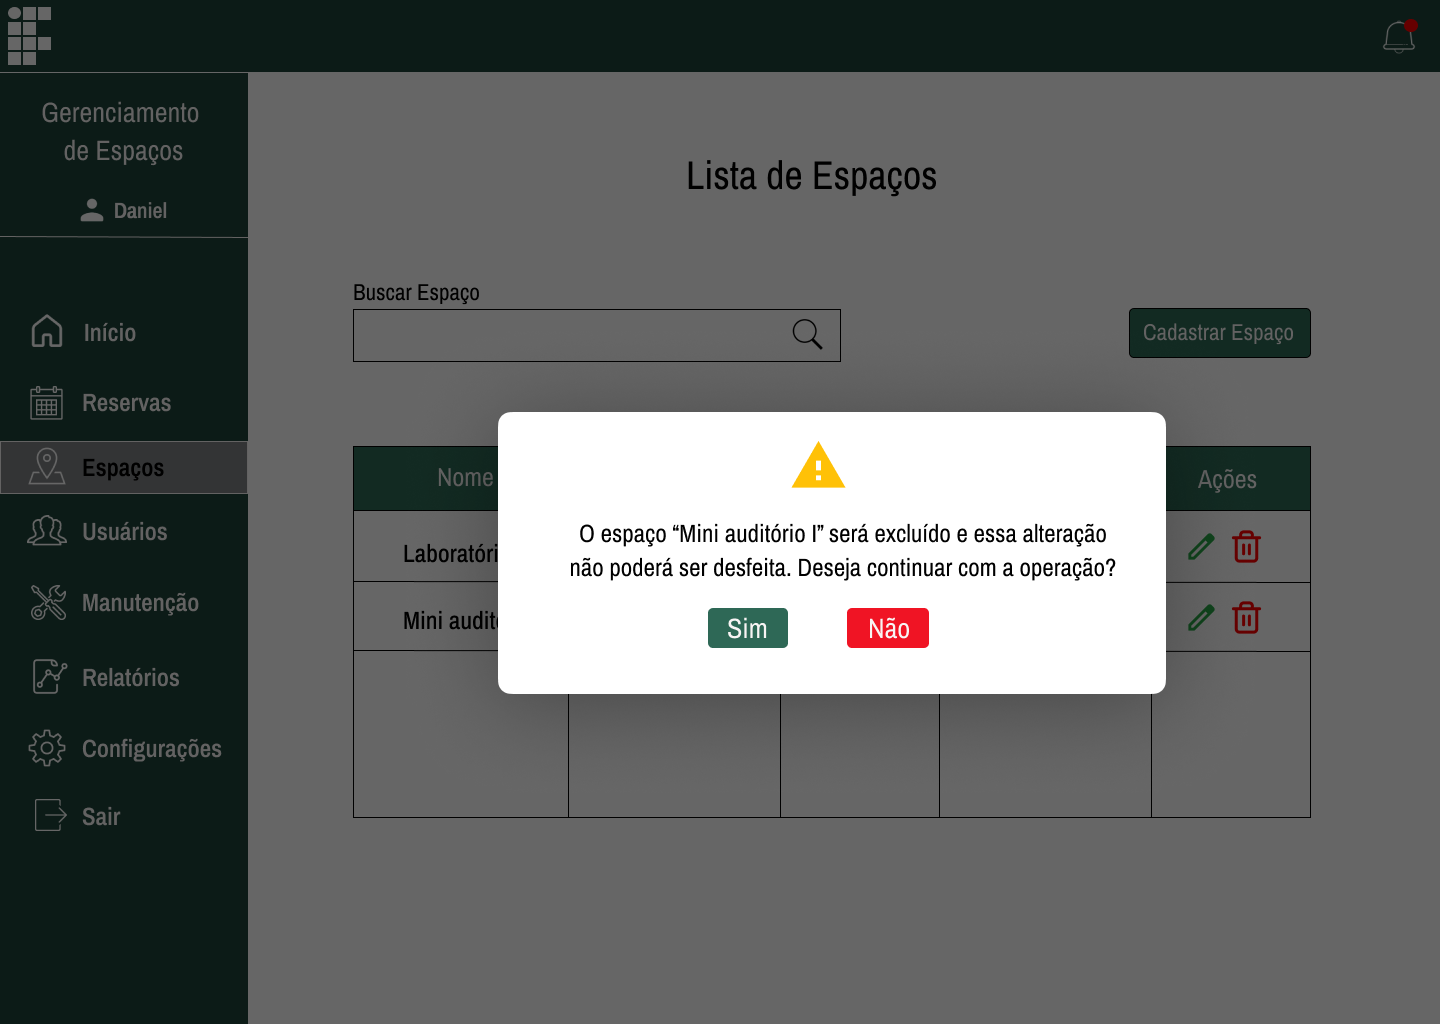 Gerenciamento
de Espaços
Daniel
Início
Reservas
Espaços
Usuários
Manutenção
Relatórios
Configurações
Sair
Lista de Espaços
Buscar Espaço
Cadastrar Espaço
Nome
Ações
Laboratóri
Mini audit
O espaço “Mini auditório I” será excluído e essa alteração
não poderá ser desfeita. Deseja continuar com a operação?
Sim
Não